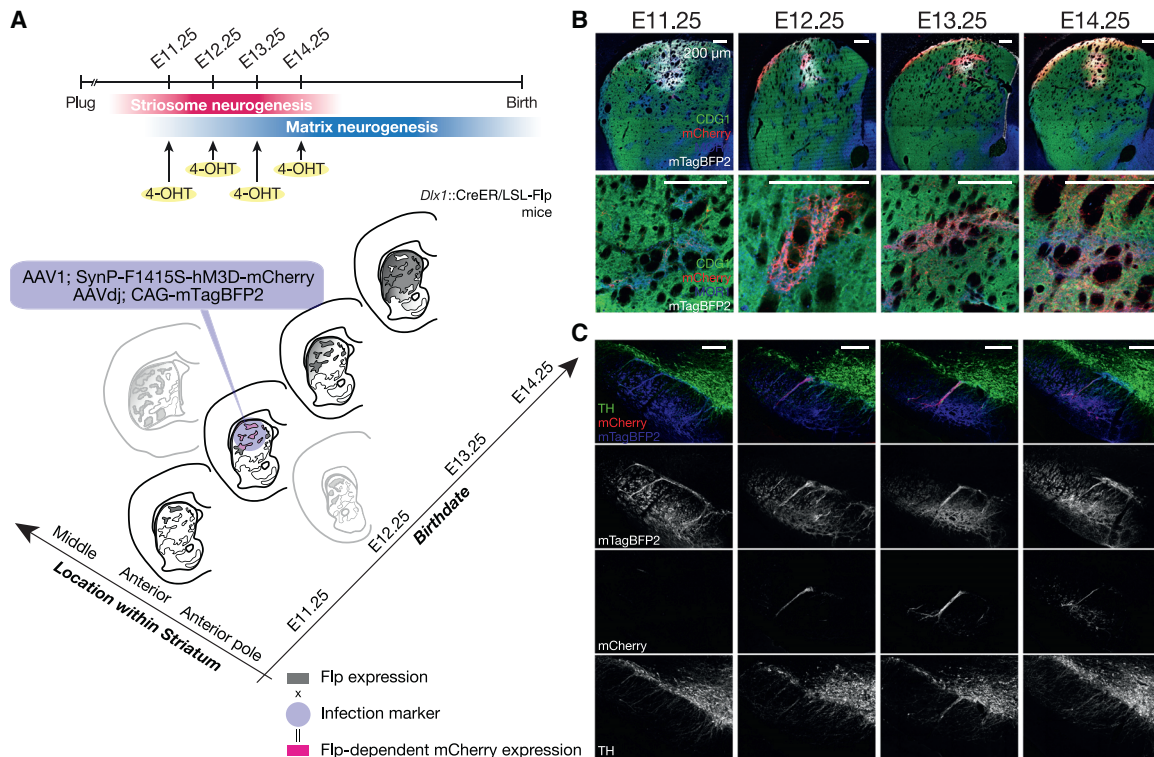 A
E11.25
E12.25
E13.25
E14.25
Plug
Birth
Striosome neurogenesis
Matrix neurogenesis
4-OHT
4-OHT
4-OHT
4-OHT
Dlx1::CreER/LSL-Flp
mice
AAV1; SynP-F1415S-hM3D-mCherry
AAVdj; CAG-mTagBFP2
Middle
Anterior
Anterior pole
Location within Striatum
E11.25
E12.25
E13.25
E14.25
Birthdate
Flp expression
x
Infection marker
=
Flp-dependent mCherry expression
B
E11.25
E12.25
E13.25
E14.25
200 µm
CDG1
mCherry
mTagBFP2
CDG1
mCherry
mTagBFP2
C
TH
mCherry
mTagBFP2
mTagBFP2
mCherry
TH